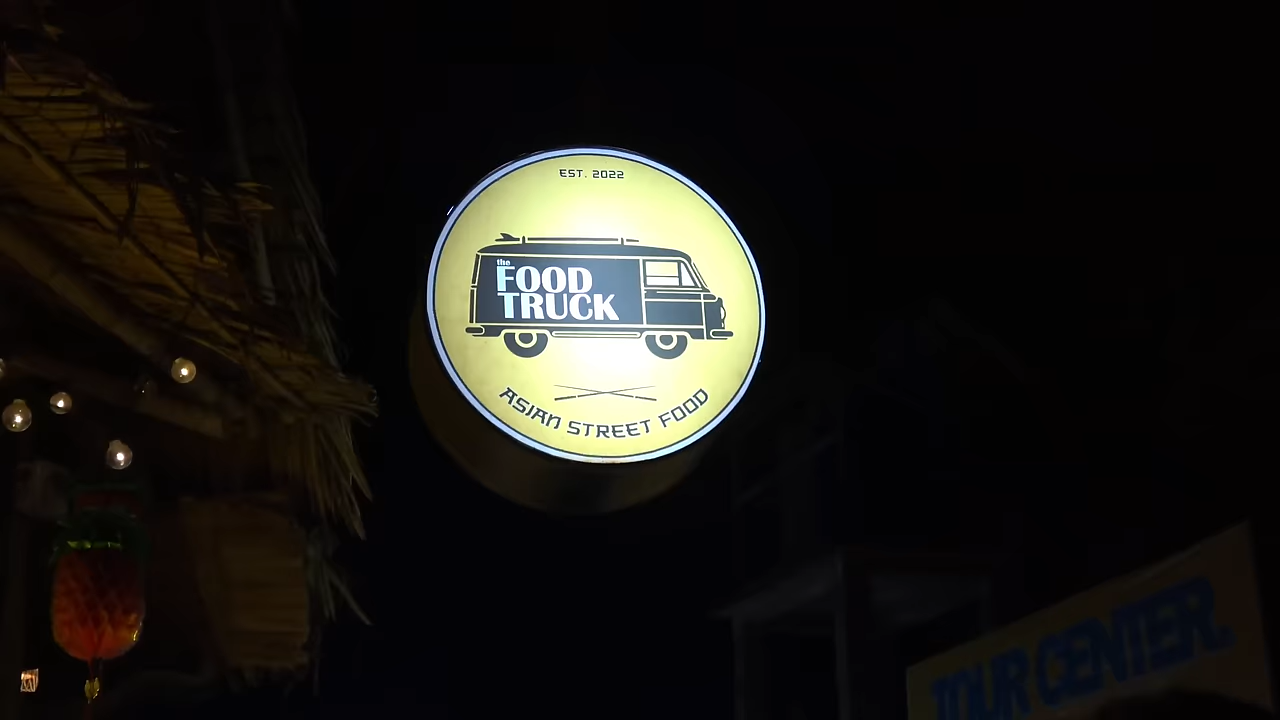 EST. 2022
the
FOOD
TRUCK
ASIAN STREET FOOD
TOUR CENTER.